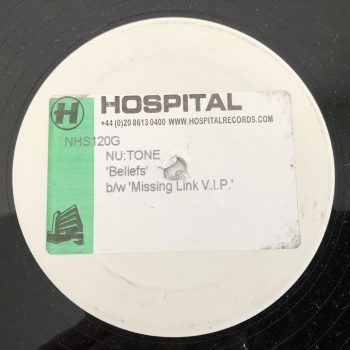 H HOSPITAL
+44 (0)20 8613 0400 WWW.HOSPITALRECORDS.COM
NHS120G
NU:TONE
'Beliefs'
b/w 'Missing Link V.I.P.'